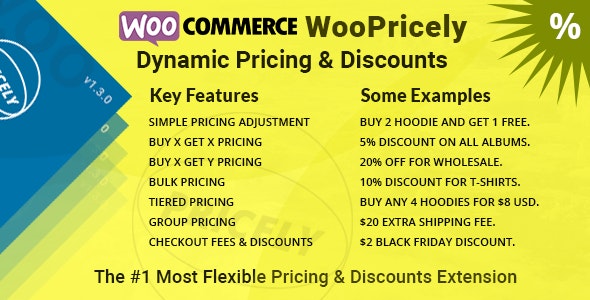 WOO COMMERCE WooPricely
%
Dynamic Pricing & Discounts
v1.3.0
Key Features
SIMPLE PRICING ADJUSTMENT
BUY X GET X PRICING
BUY X GET Y PRICING
BULK PRICING
TIERED PRICING
GROUP PRICING
CHECKOUT FEES & DISCOUNTS
Some Examples
BUY 2 HOODIE AND GET 1 FREE.
5% DISCOUNT ON ALL ALBUMS.
20% OFF FOR WHOLESALE.
10% DISCOUNT FOR T-SHIRTS.
BUY ANY 4 HOODIES FOR $8 USD.
$20 EXTRA SHIPPING FEE.
$2 BLACK FRIDAY DISCOUNT.
The #1 Most Flexible Pricing & Discounts Extension